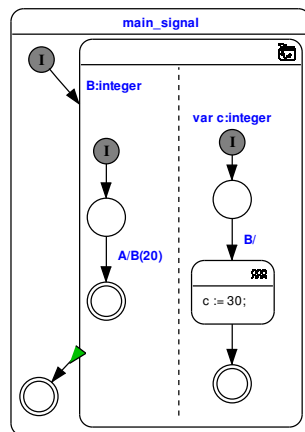 main_signal
I
B:integer
var c:integer
I
I
B/
A/B(20)
c := 30;